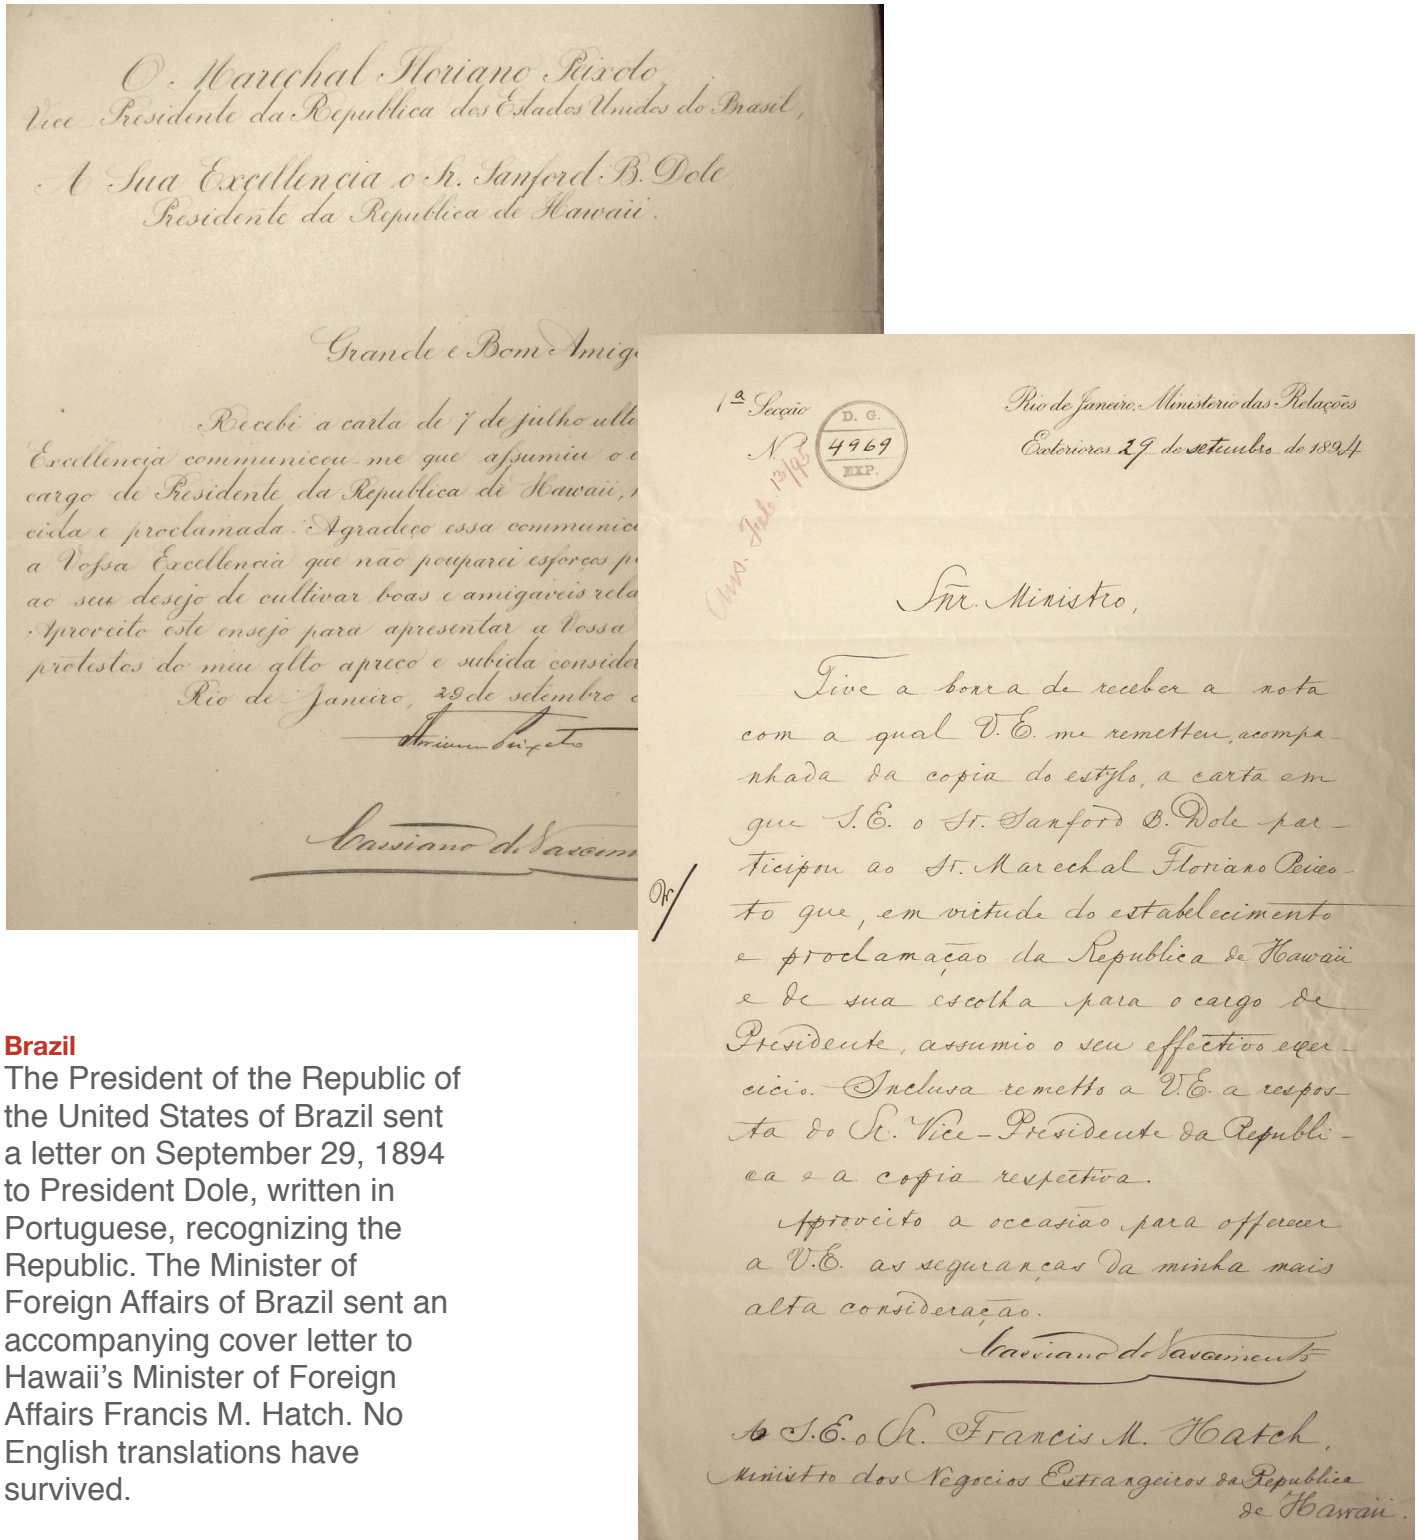 O Marechal Floriano Peixoto,
Vice-Presidente da Republica dos Estados Unidos do Brasil,
A Sua Excellencia o Sr. Sanford B. Dole
Presidente da Republica de Hawaii.
Grande e Bom Amig
Recebi a carta de 7 de julho ulti
Excellencia communicou-me que assumiu o e
cargo de Presidente da Republica de Hawaii,
cida e proclamada. Agradeço essa communic
a Vossa Excellencia que não pouparei esforços p
ao seu desejo de cultivar boas e amigaveis rela
Aproveito este ensejo para apresentar a Vossa
protestos do meu alto apreço e subida consider
Rio de Janeiro, 29 de setembro
Floriano Peixoto
Cassiano do Nascim
1ª Secção
N
D. G.
4969
EXP.
Ans. Feb. 13/95
Rio de Janeiro. Ministerio das Relações
Exteriores 29 de setembro de 1894
Snr. Ministro,
Tive a honra de receber a nota
com a qual V.E. me remetteu, acompa-
nhada da copia do estylo, a carta em
que S.E. o Sr. Sanford B. Dole par-
ticipou ao Sr. Marechal Floriano Peixo-
to que, em virtude do estabelecimento
e proclamação da Republica de Hawaii
e de sua escolha para o cargo de
Presidente, assumio o seu effectivo exer-
cicio. Inclusa remetto a V.E. a respos-
ta do Sr. Vice-Presidente da Republi-
ca e a copia respectiva.
Aproveito a occasião para offerecer
a V.E. as seguranças da minha mais
alta consideração.
Cassiano do Nascimento
A S.E. o Sr. Francis M. Hatch,
Ministro dos Negocios Estrangeiros da Republica
de Hawaii.
Brazil
The President of the Republic of
the United States of Brazil sent
a letter on September 29, 1894
to President Dole, written in
Portuguese, recognizing the
Republic. The Minister of
Foreign Affairs of Brazil sent an
accompanying cover letter to
Hawaii’s Minister of Foreign
Affairs Francis M. Hatch. No
English translations have
survived.